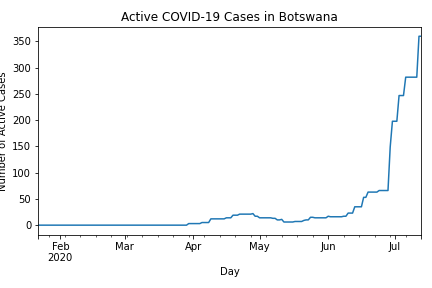 Active COVID-19 Cases in Botswana
Number of Active Cases
350
300
250
200
150
100
50
0
Feb
2020
Mar
Apr
May
Jun
Jul
Day